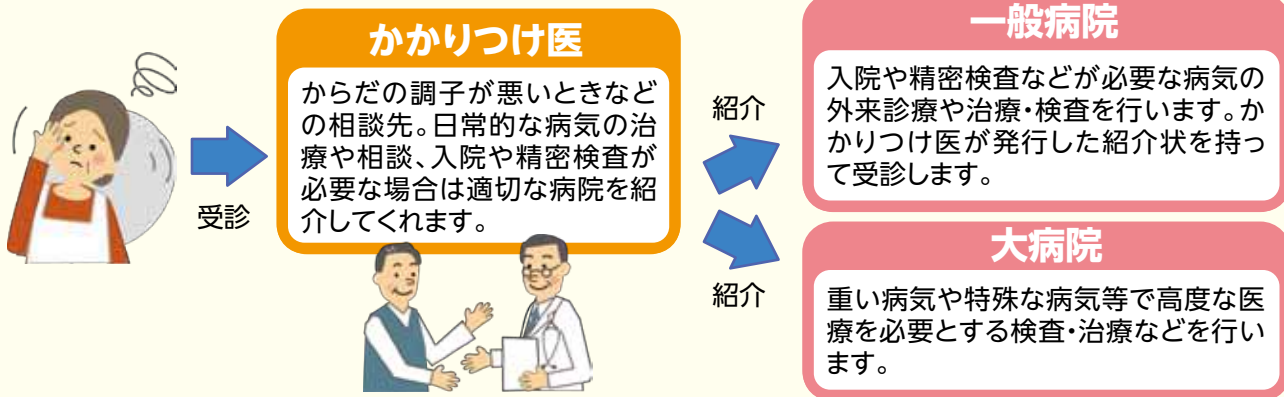 受診
かかりつけ医
からだの調子が悪いときなど
の相談先。日常的な病気の治
療や相談、入院や精密検査が
必要な場合は適切な病院を紹
介してくれます。
紹介
紹介
一般病院
入院や精密検査などが必要な病気の
外来診療や治療・検査を行います。か
かりつけ医が発行した紹介状を持っ
て受診します。
大病院
重い病気や特殊な病気等で高度な医
療を必要とする検査・治療などを行い
ます。